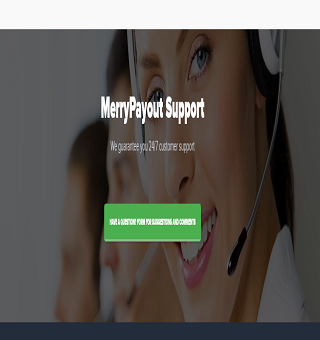 MerryPayout Support
We guarantee you 24/7 customer support
HAVE A QUESTION? FORM FOR SUGGESTIONS AND COMMENTS